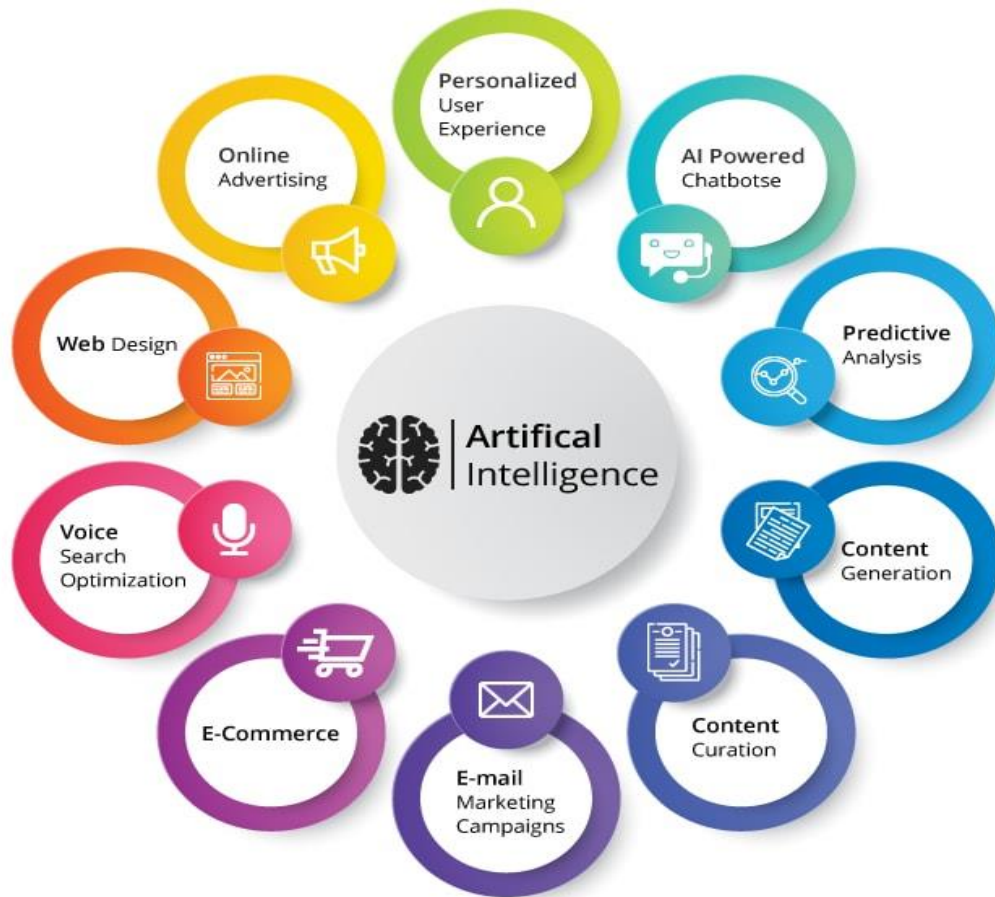 Personalized
User
Experience
AI Powered
Chatbotse
Predictive
Analysis
Content
Generation
Content
Curation
E-mail
Marketing
Campaigns
E-Commerce
Voice
Search
Optimization
Web Design
Online
Advertising
Artifical
Intelligence